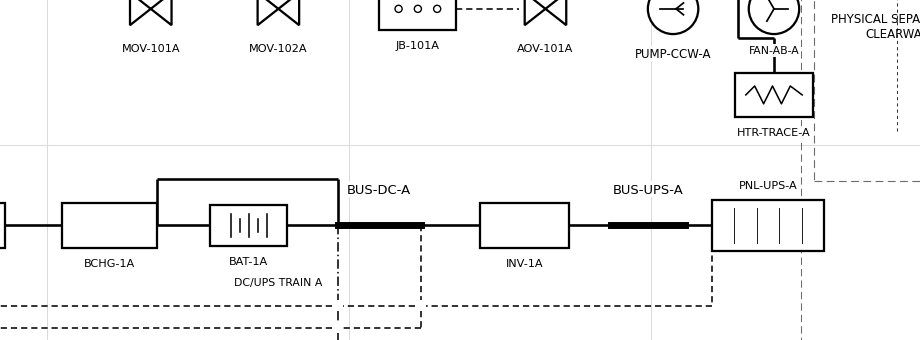 PHYSICAL SEPA
CLEARWA
MOV-101A
MOV-102A
JB-101A
AOV-101A
PUMP-CCW-A
FAN-AB-A
HTR-TRACE-A
BUS-DC-A
BUS-UPS-A
PNL-UPS-A
BCHG-1A
BAT-1A
INV-1A
DC/UPS TRAIN A